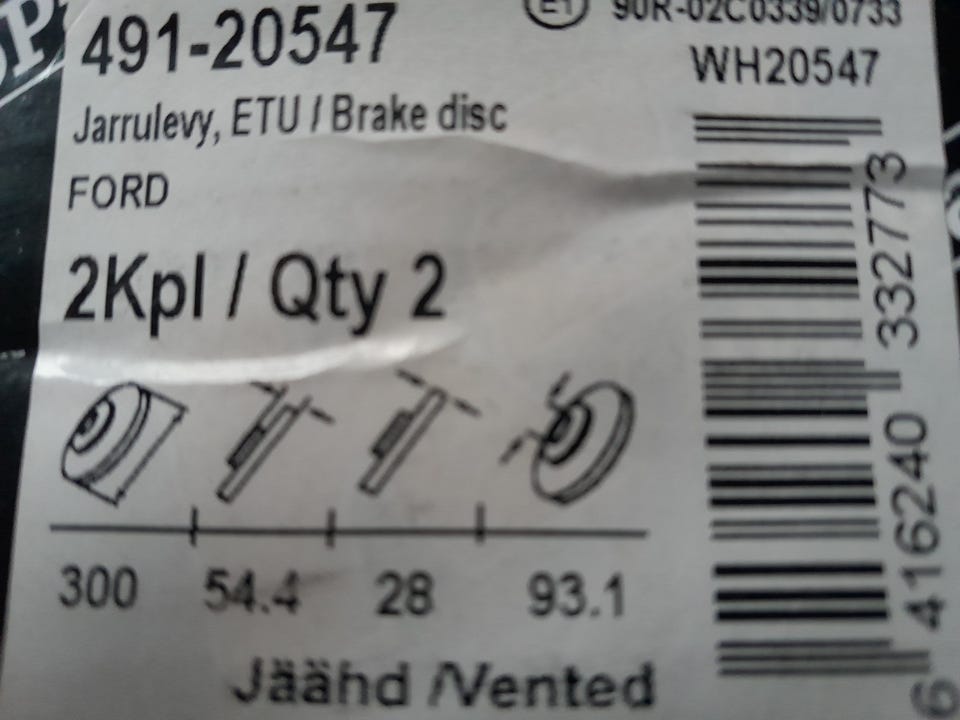 491-20547
E1 90R-02C0339/0733
WH20547
Jarrulevy, ETU / Brake disc
FORD
2Kpl / Qty 2
300 54.4 28 93.1
Jäähd /Vented
6 416240 332773